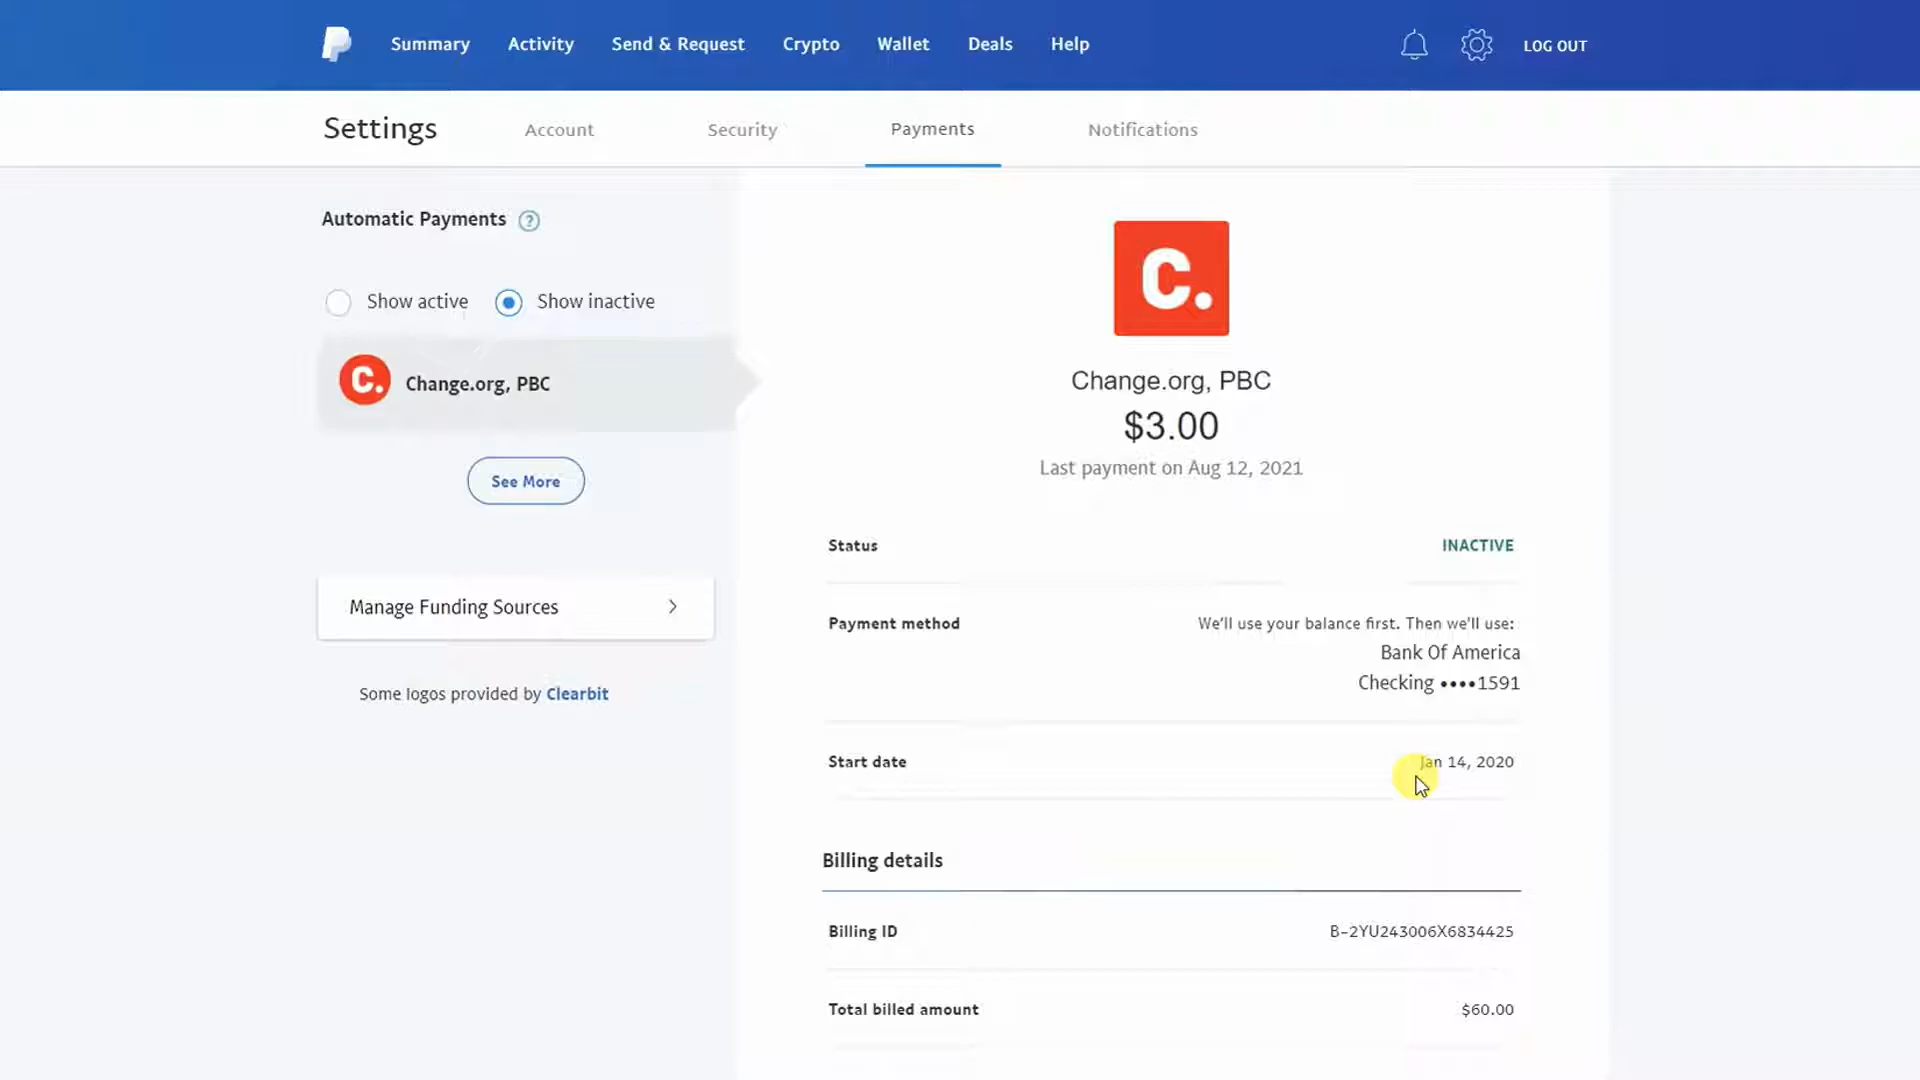 Summary Activity Send & Request Crypto Wallet Deals Help LOG OUT
Settings Account Security Payments Notifications
Automatic Payments ?
Show active Show inactive
C. Change.org, PBC
See More
Manage Funding Sources
Some logos provided by Clearbit
C.
Change.org, PBC
$3.00
Last payment on Aug 12, 2021
Status INACTIVE
Payment method We'll use your balance first. Then we'll use:
Bank Of America
Checking ••••1591
Start date Jan 14, 2020
Billing details
Billing ID B-2YU243006X6834425
Total billed amount $60.00